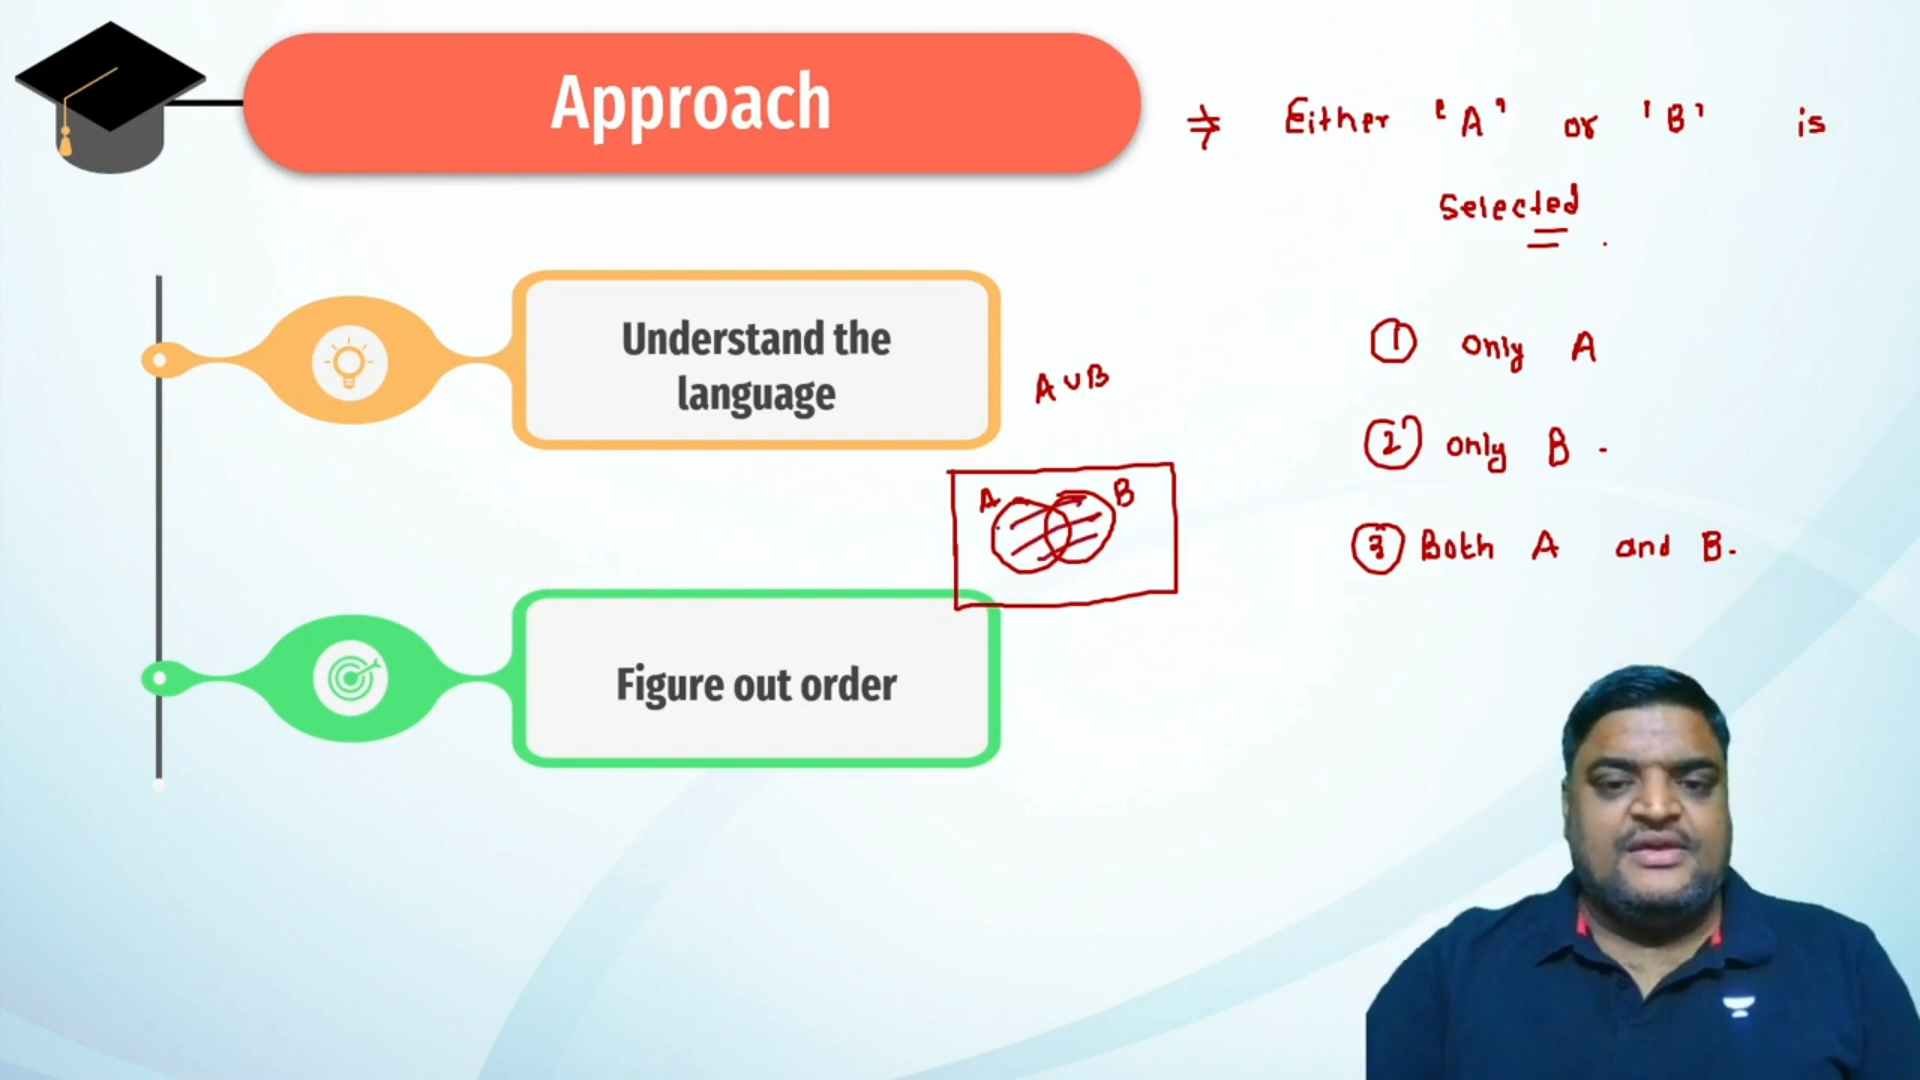 Approach
⇒ Either 'A' or 'B' is
Selected.
Understand the
language
A∪B
A B
① only A
② only B.
③ Both A and B.
Figure out order